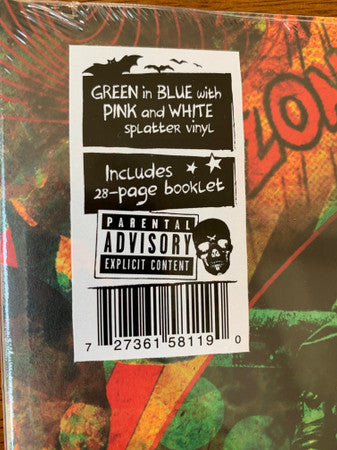 GREEN in BLUE with
PINK and WHITE
splatter vinyl
Includes
28-page booklet
PARENTAL
ADVISORY
EXPLICIT CONTENT
7 27361 58119 0